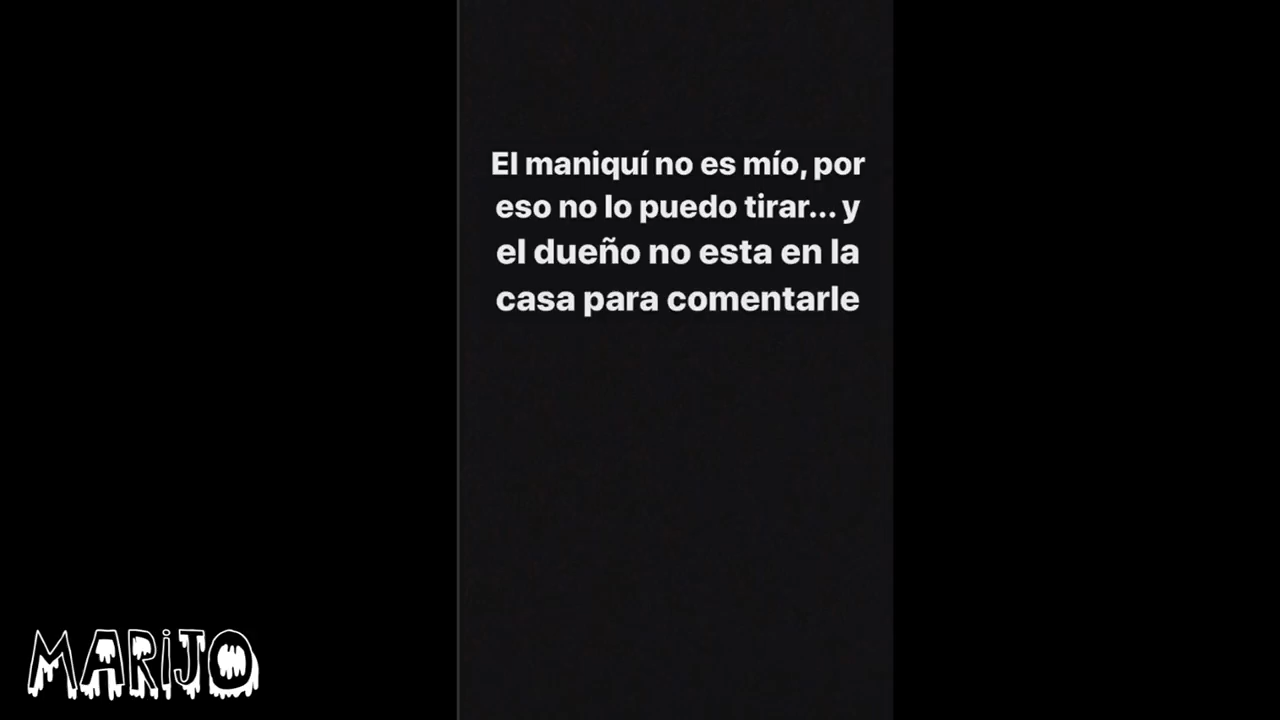 El maniquí no es mío, por
eso no lo puedo tirar... y
el dueño no esta en la
casa para comentarle
MARiJO